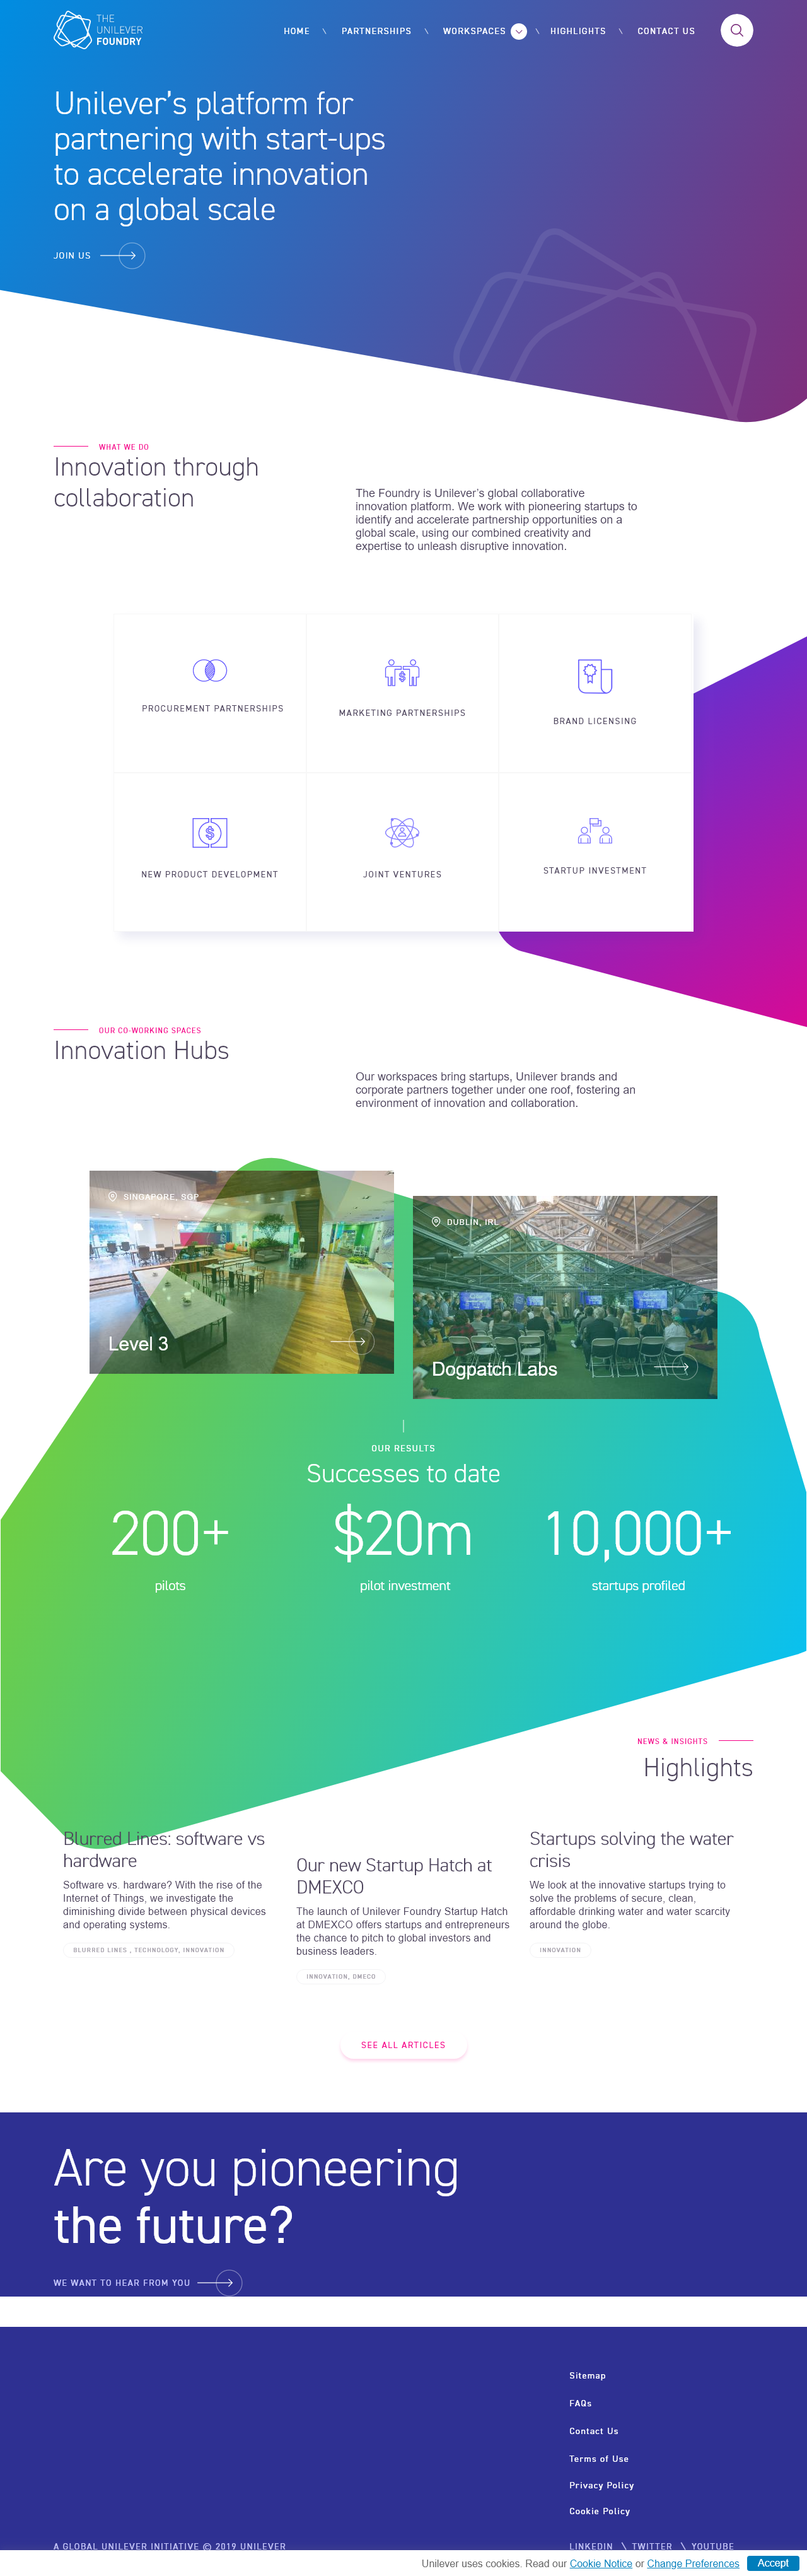 THE
UNILEVER
FOUNDRY
HOME \ PARTNERSHIPS \ WORKSPACES \ HIGHLIGHTS \ CONTACT US
Unilever's platform for
partnering with start-ups
to accelerate innovation
on a global scale
JOIN US
WHAT WE DO
Innovation through
collaboration
The Foundry is Unilever's global collaborative
innovation platform. We work with pioneering startups to
identify and accelerate partnership opportunities on a
global scale, using our combined creativity and
expertise to unleash disruptive innovation.
PROCUREMENT PARTNERSHIPS
MARKETING PARTNERSHIPS
BRAND LICENSING
NEW PRODUCT DEVELOPMENT
JOINT VENTURES
STARTUP INVESTMENT
OUR CO-WORKING SPACES
Innovation Hubs
Our workspaces bring startups, Unilever brands and
corporate partners together under one roof, fostering an
environment of innovation and collaboration.
SINGAPORE, SGP
Level 3
DUBLIN, IRL
Dogpatch Labs
OUR RESULTS
Successes to date
200+
pilots
$20m
pilot investment
10,000+
startups profiled
NEWS & INSIGHTS
Highlights
Blurred Lines: software vs
hardware
Software vs. hardware? With the rise of the
Internet of Things, we investigate the
diminishing divide between physical devices
and operating systems.
BLURRED LINES , TECHNOLOGY, INNOVATION
Our new Startup Hatch at
DMEXCO
The launch of Unilever Foundry Startup Hatch
at DMEXCO offers startups and entrepreneurs
the chance to pitch to global investors and
business leaders.
INNOVATION, DMECO
Startups solving the water
crisis
We look at the innovative startups trying to
solve the problems of secure, clean,
affordable drinking water and water scarcity
around the globe.
INNOVATION
SEE ALL ARTICLES
Are you pioneering
the future?
WE WANT TO HEAR FROM YOU
Sitemap
FAQs
Contact Us
Terms of Use
Privacy Policy
Cookie Policy
A GLOBAL UNILEVER INITIATIVE © 2019 UNILEVER
LINKEDIN \ TWITTER \ YOUTUBE
Unilever uses cookies. Read our Cookie Notice or Change Preferences Accept